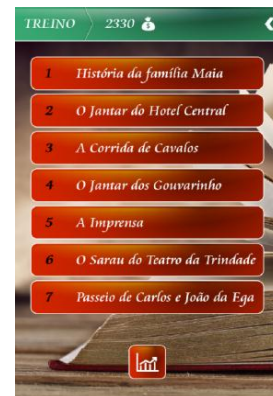 TREINO 2330
1 História da família Maia
2 O Jantar do Hotel Central
3 A Corrida de Cavalos
4 O Jantar dos Gouvarinho
5 A Imprensa
6 O Sarau do Teatro da Trindade
7 Passeio de Carlos e João da Ega